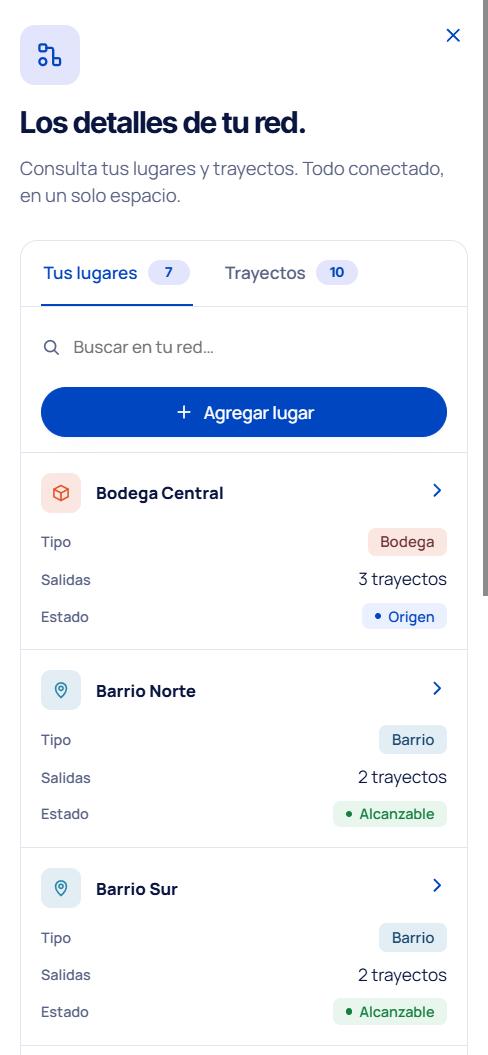 Los detalles de tu red.
Consulta tus lugares y trayectos. Todo conectado,
en un solo espacio.
Tus lugares 7 Trayectos 10
Buscar en tu red...
+ Agregar lugar
Bodega Central
Tipo Bodega
Salidas 3 trayectos
Estado • Origen
Barrio Norte
Tipo Barrio
Salidas 2 trayectos
Estado • Alcanzable
Barrio Sur
Tipo Barrio
Salidas 2 trayectos
Estado • Alcanzable